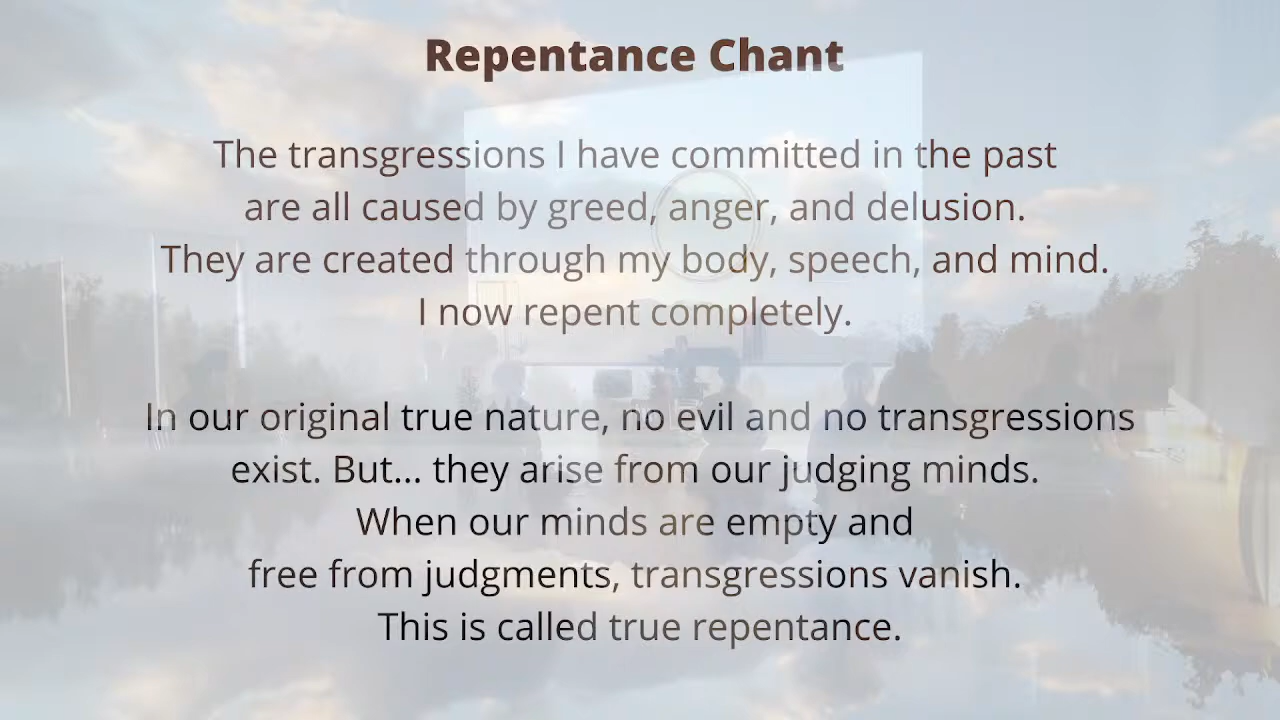 Repentance Chant
The transgressions I have committed in the past
are all caused by greed, anger, and delusion.
They are created through my body, speech, and mind.
I now repent completely.
In our original true nature, no evil and no transgressions
exist. But... they arise from our judging minds.
When our minds are empty and
free from judgments, transgressions vanish.
This is called true repentance.